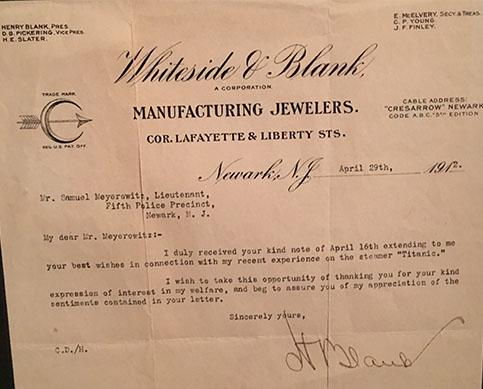 HENRY BLANK, PRES.
D. B. PICKERING, VICE PRES.
H. E. SLATER.
E. McELVERY, SECY & TREAS.
C. P. YOUNG.
J. F. FINLEY.
Whiteside & Blank,
A CORPORATION.
MANUFACTURING JEWELERS.
COR. LAFAYETTE & LIBERTY STS.
TRADE MARK.
REG. U.S. PAT. OFF.
CABLE ADDRESS:
"CRESARROW" NEWARK
CODE A.B.C. "5TH" EDITION
Newark, N.J. April 29th, 1912.
Mr. Samuel Meyerowitz, Lieutenant,
Fifth Police Precinct,
Newark, N. J.
My dear Mr. Meyerowitz:-
I duly received your kind note of April 16th extending to me
your best wishes in connection with my recent experience on the steamer "Titanic."
I wish to take this opportunity of thanking you for your kind
expression of interest in my welfare, and beg to assure you of my appreciation of the
sentiments contained in your letter.
Sincerely yours,
H Blank
C.D./H.